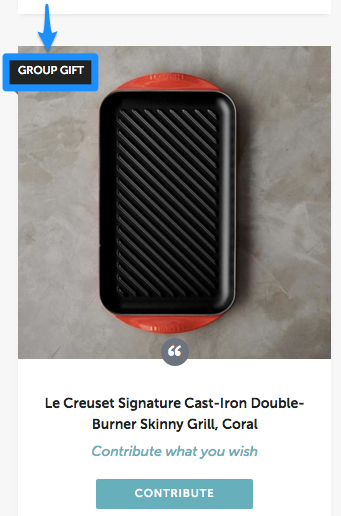 GROUP GIFT
Le Creuset Signature Cast-Iron Double-
Burner Skinny Grill, Coral
Contribute what you wish
CONTRIBUTE